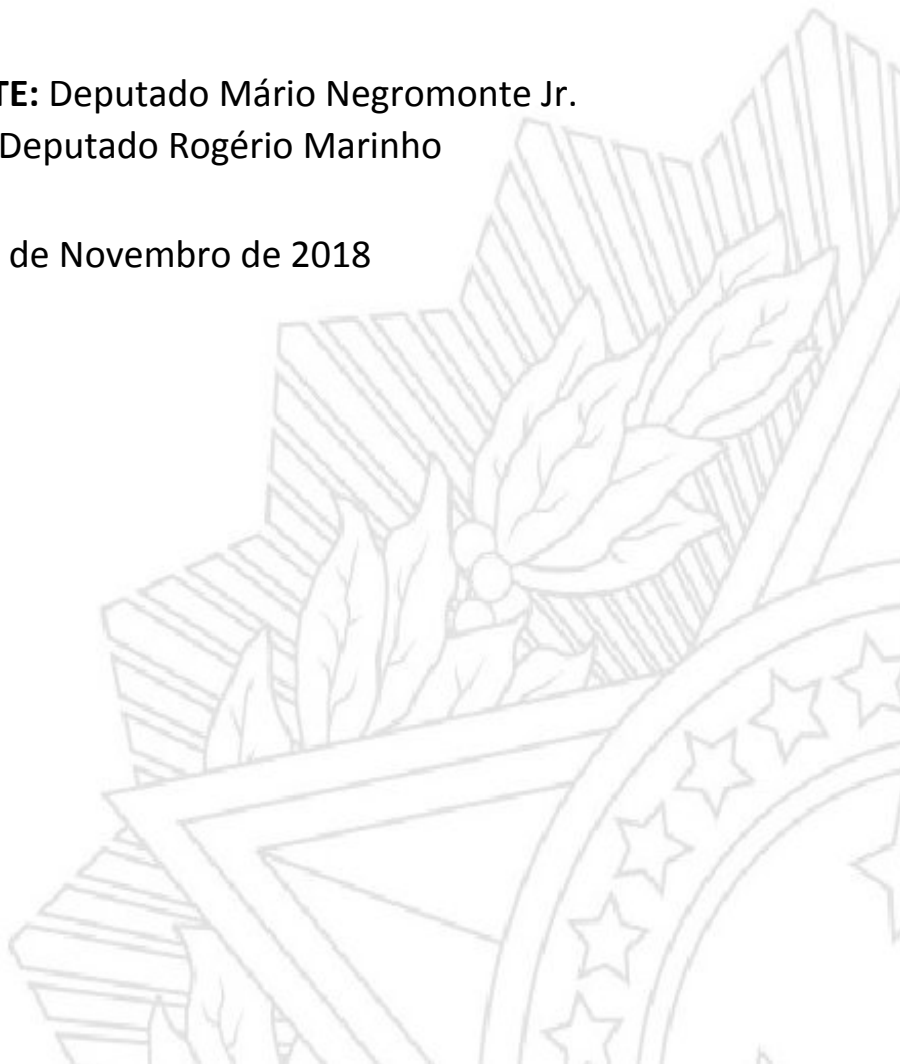 TE: Deputado Mário Negromonte Jr.
Deputado Rogério Marinho
de Novembro de 2018